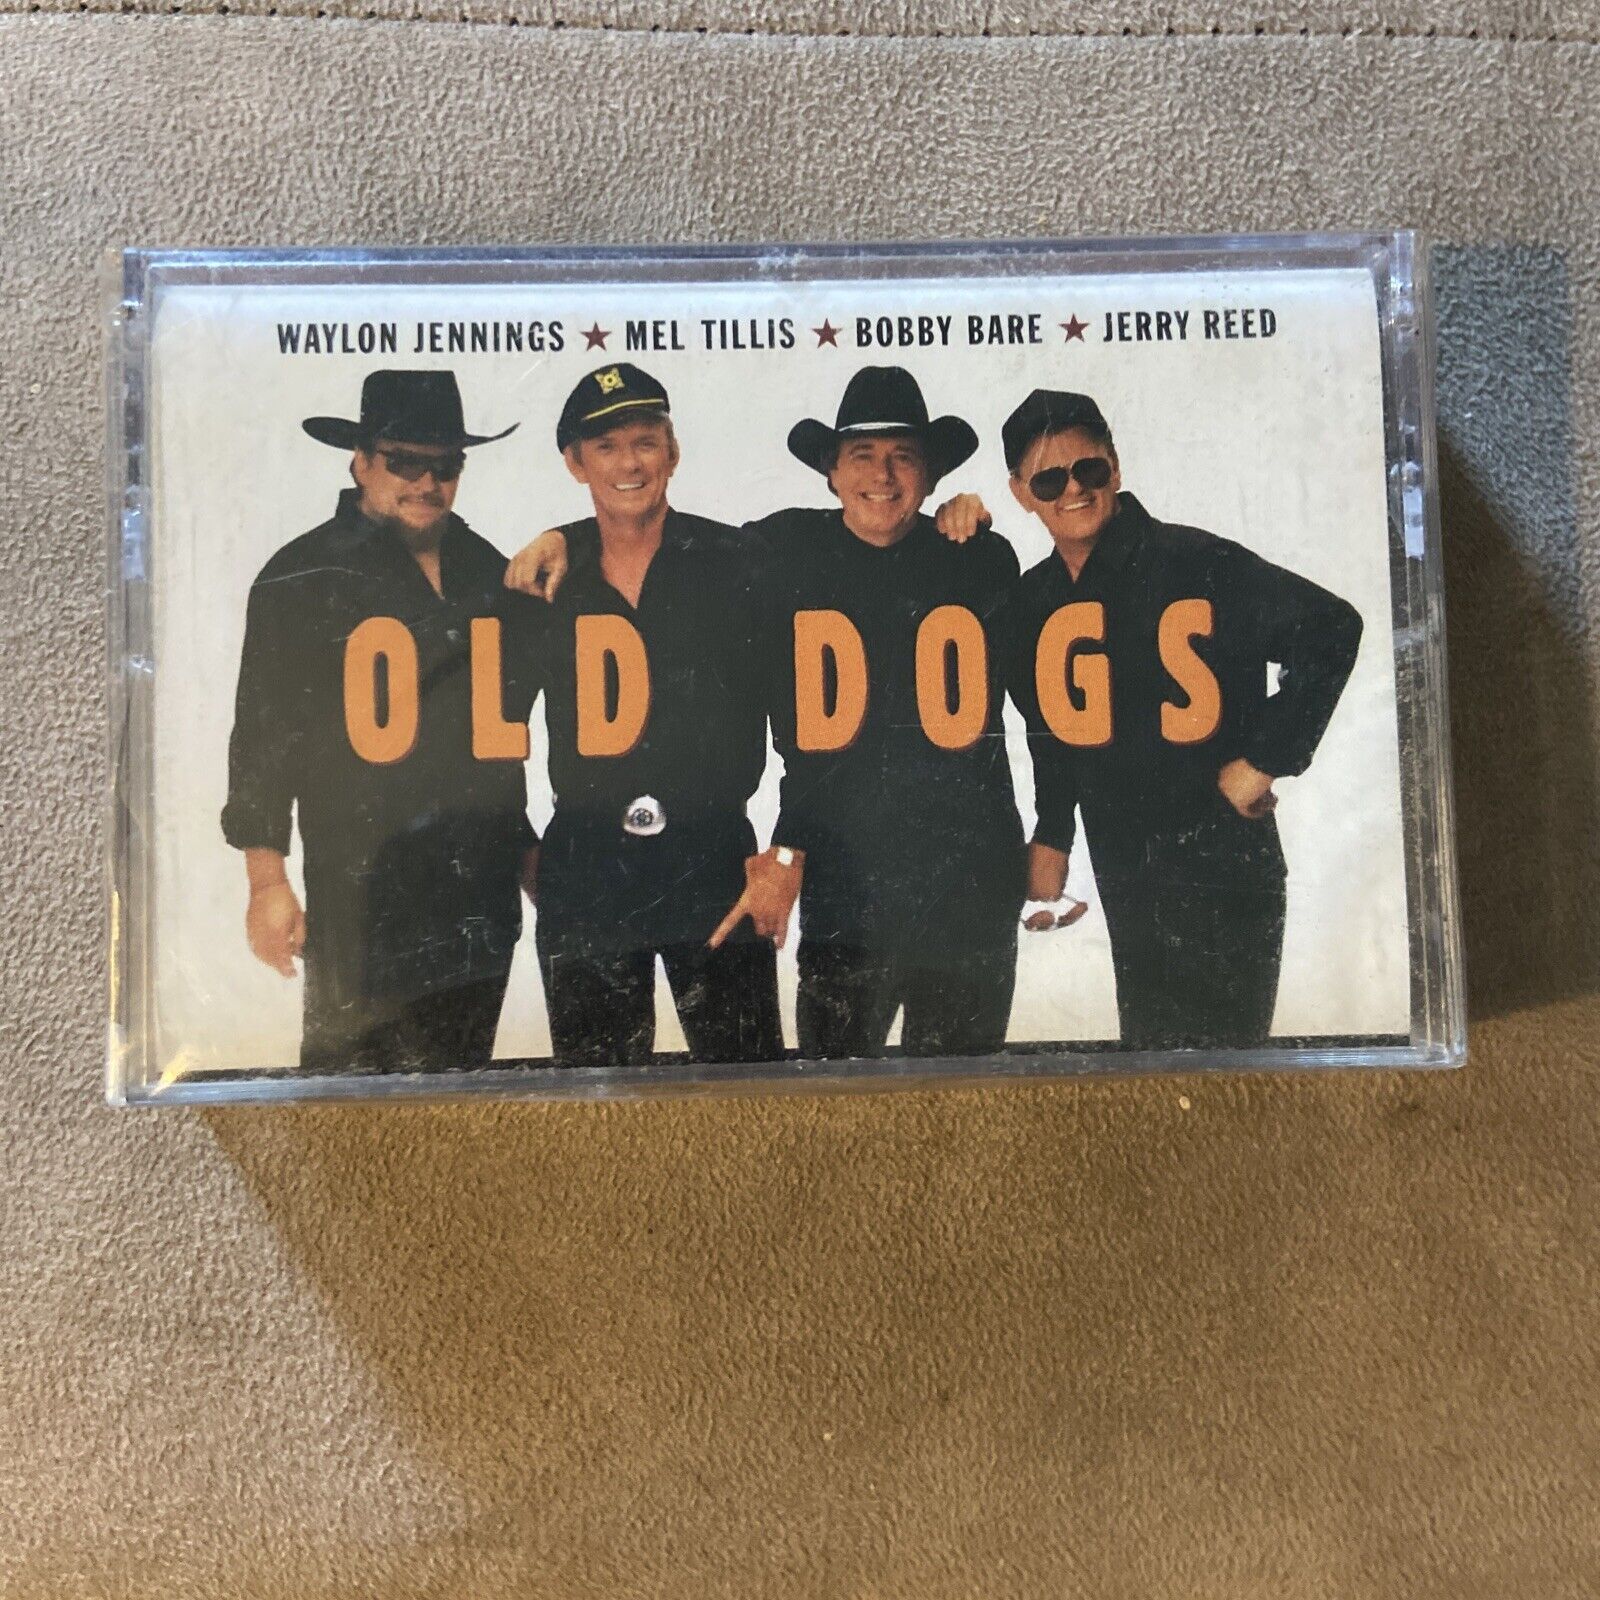 WAYLON JENNINGS ★ MEL TILLIS ★ BOBBY BARE ★ JERRY REED
OLD DOGS